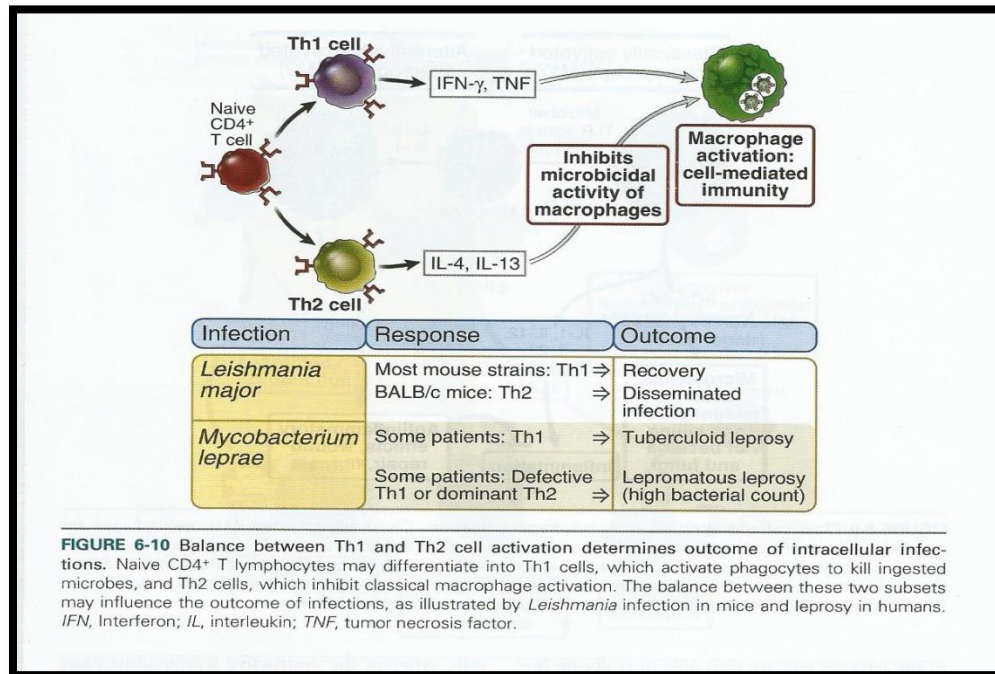 Th1 cell
IFN-γ, TNF
Naive
CD4+
T cell
Inhibits
microbicidal
activity of
macrophages
Macrophage
activation:
cell-mediated
immunity
IL-4, IL-13
Th2 cell
Infection Response Outcome
Leishmania Most mouse strains: Th1 ⇒ Recovery
major BALB/c mice: Th2 ⇒ Disseminated
infection
Mycobacterium Some patients: Th1 ⇒ Tuberculoid leprosy
leprae
Some patients: Defective Lepromatous leprosy
Th1 or dominant Th2 ⇒ (high bacterial count)
FIGURE 6-10 Balance between Th1 and Th2 cell activation determines outcome of intracellular infec-
tions. Naive CD4+ T lymphocytes may differentiate into Th1 cells, which activate phagocytes to kill ingested
microbes, and Th2 cells, which inhibit classical macrophage activation. The balance between these two subsets
may influence the outcome of infections, as illustrated by Leishmania infection in mice and leprosy in humans.
IFN, Interferon; IL, interleukin; TNF, tumor necrosis factor.